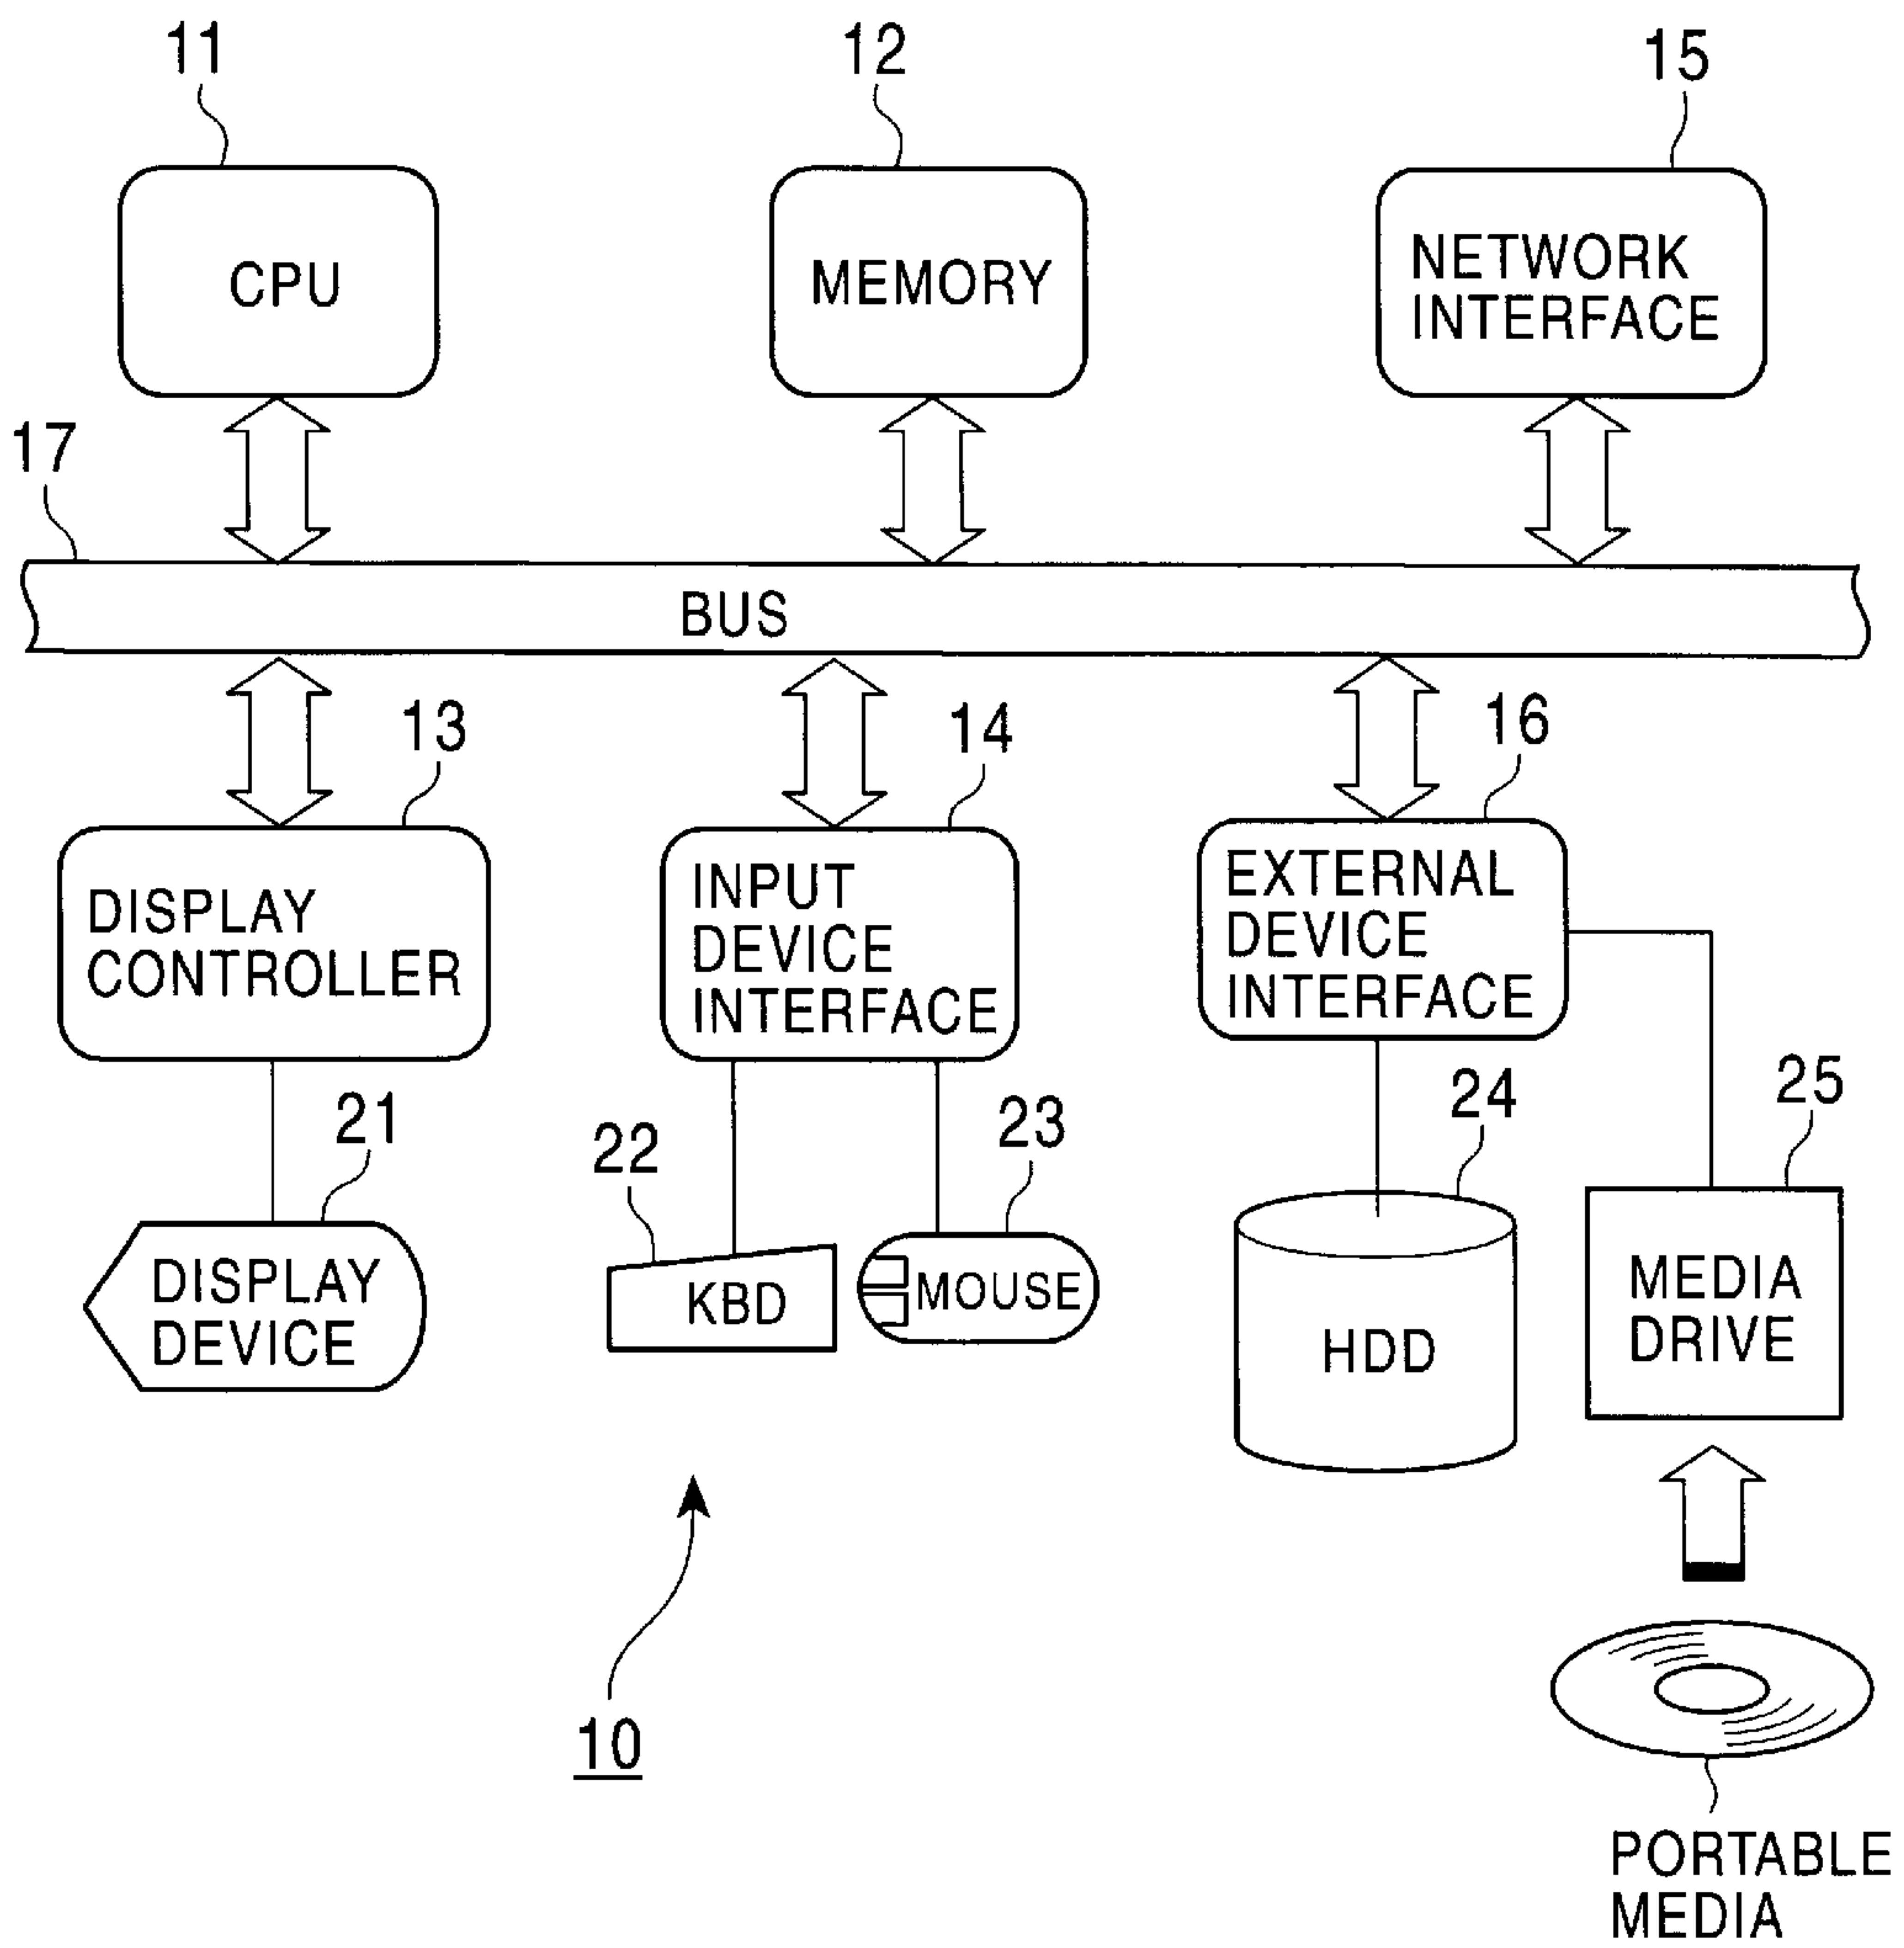 11
12
15
CPU
MEMORY
NETWORK
INTERFACE
17
BUS
13
14
16
DISPLAY
CONTROLLER
INPUT
DEVICE
INTERFACE
EXTERNAL
DEVICE
INTERFACE
21
22
23
24
25
DISPLAY
DEVICE
KBD
MOUSE
HDD
MEDIA
DRIVE
10
PORTABLE
MEDIA